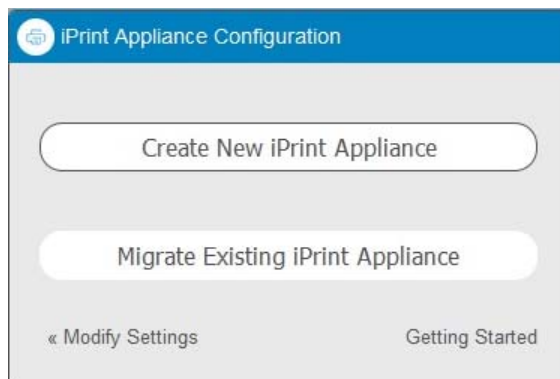 iPrint Appliance Configuration
Create New iPrint Appliance
Migrate Existing iPrint Appliance
« Modify Settings
Getting Started